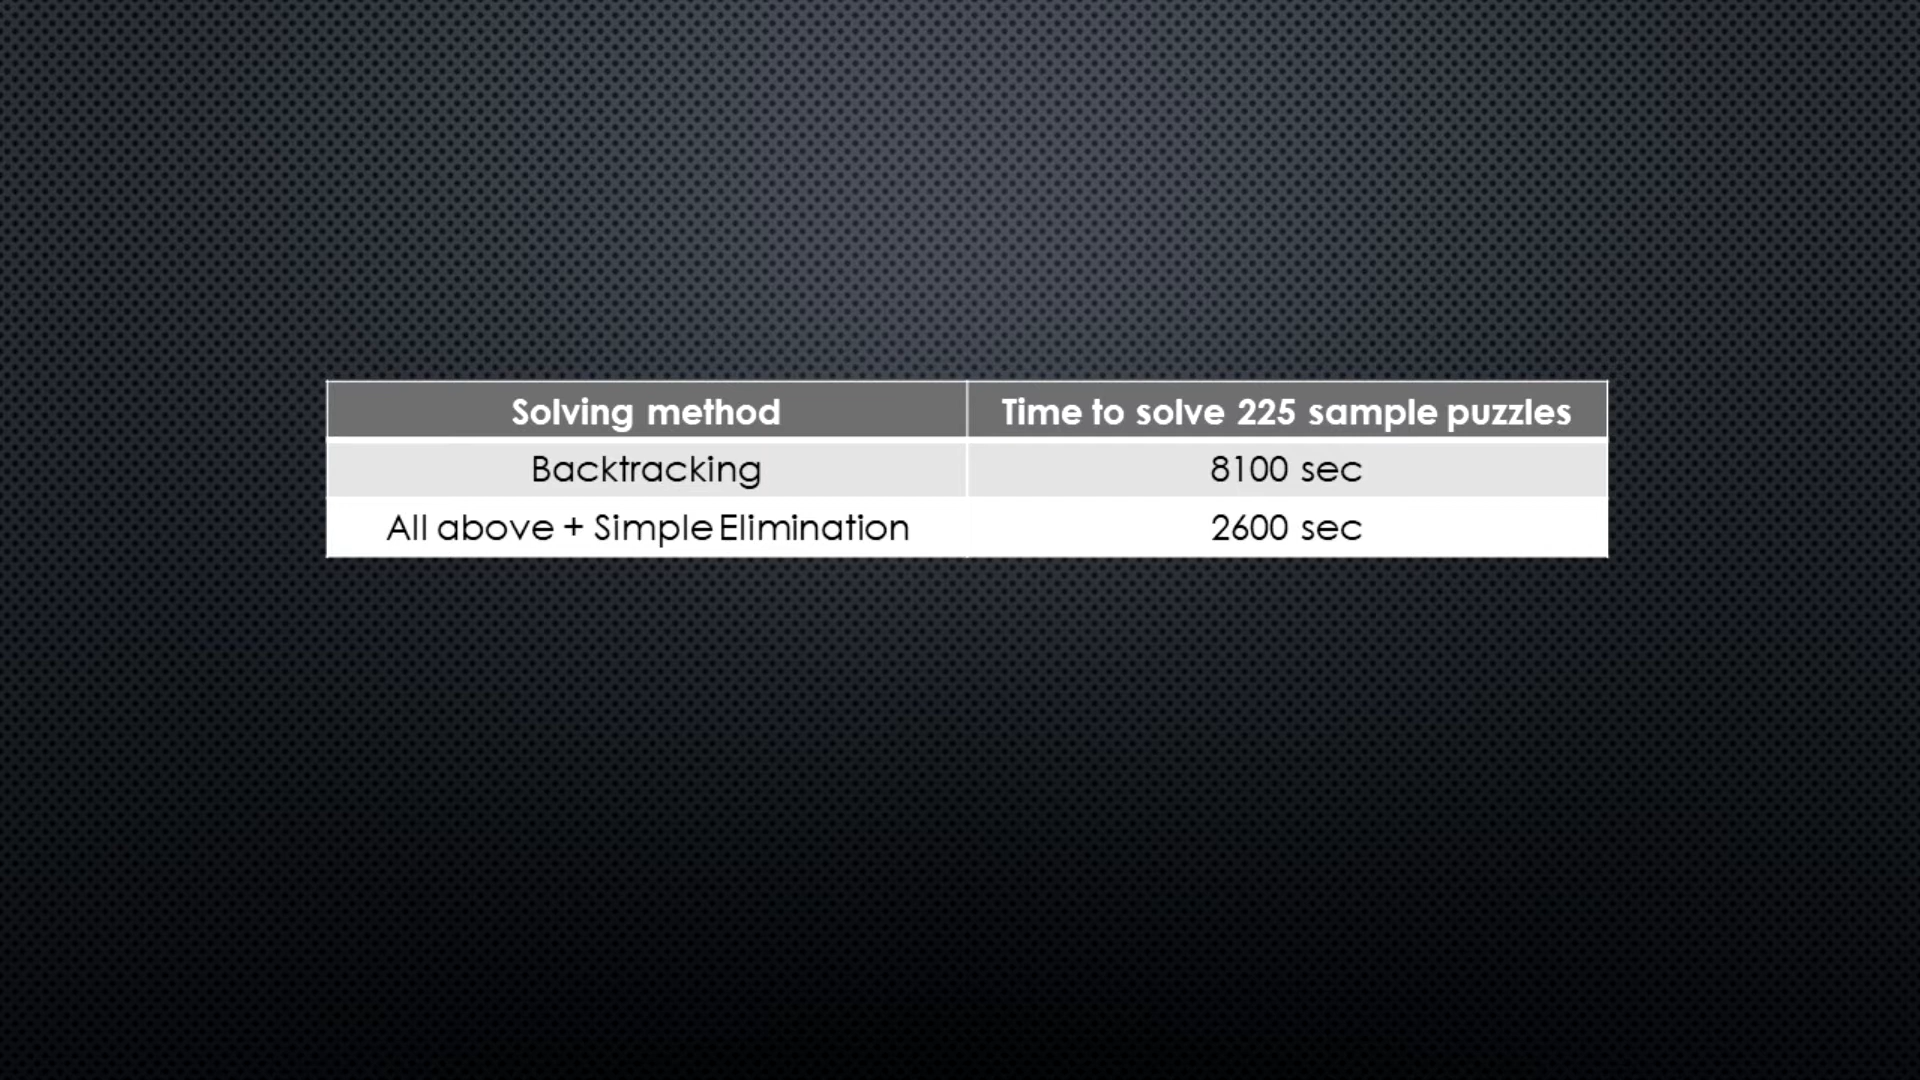 Solving method Time to solve 225 sample puzzles
Backtracking 8100 sec
All above + Simple Elimination 2600 sec